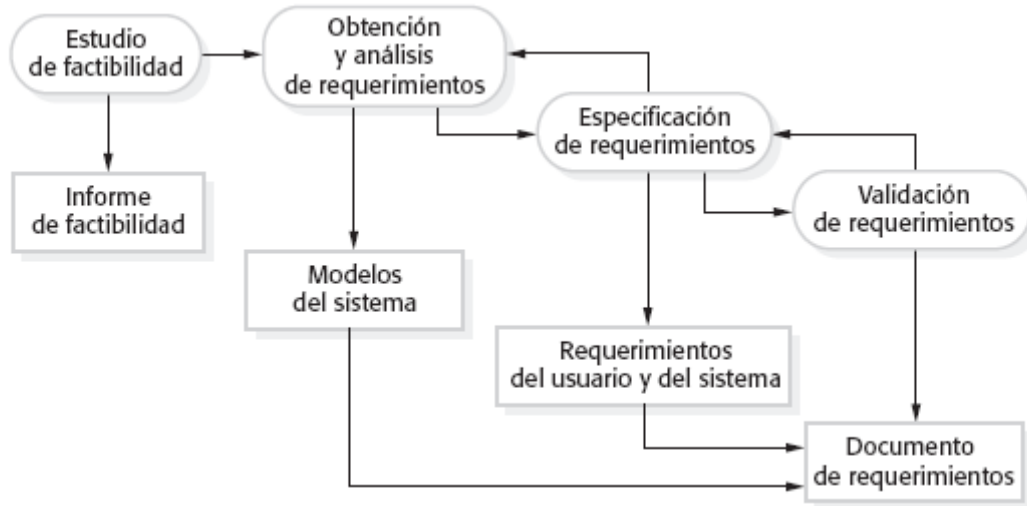 Estudio
de factibilidad
Obtención
y análisis
de requerimientos
Especificación
de requerimientos
Validación
de requerimientos
Informe
de factibilidad
Modelos
del sistema
Requerimientos
del usuario y del sistema
Documento
de requerimientos